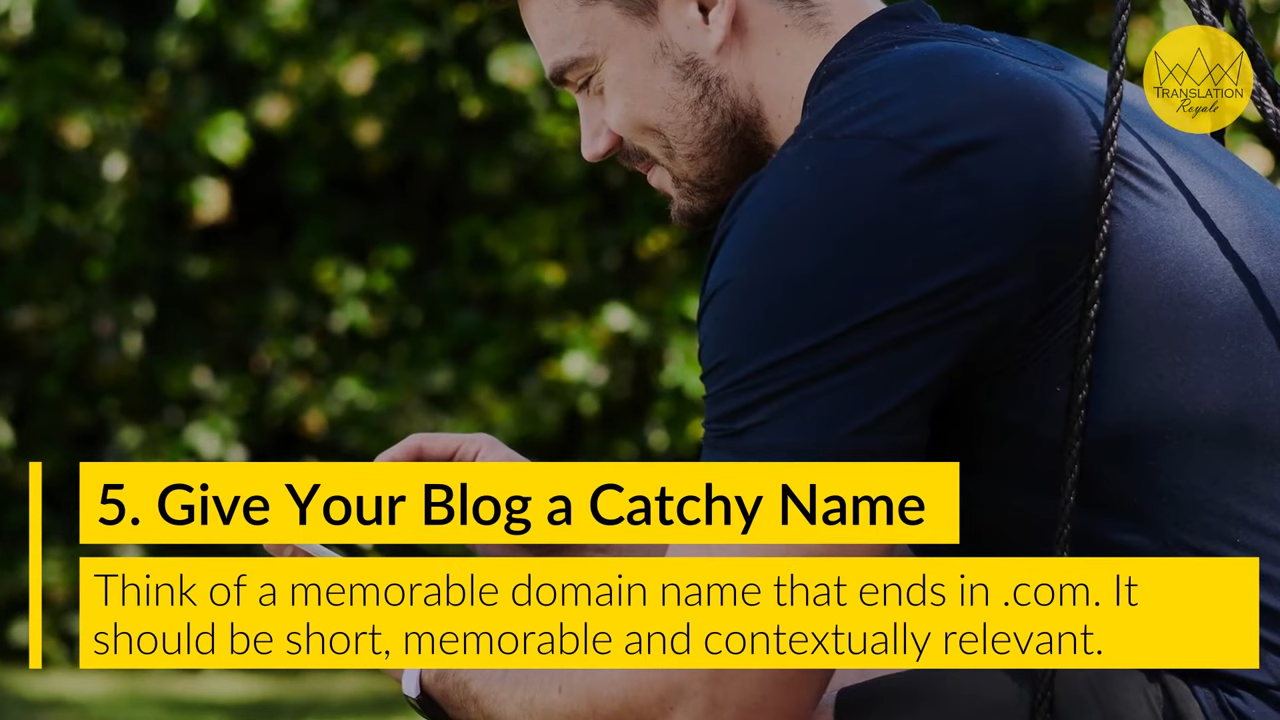 TRANSLATION
Royale
5. Give Your Blog a Catchy Name
Think of a memorable domain name that ends in .com. It
should be short, memorable and contextually relevant.